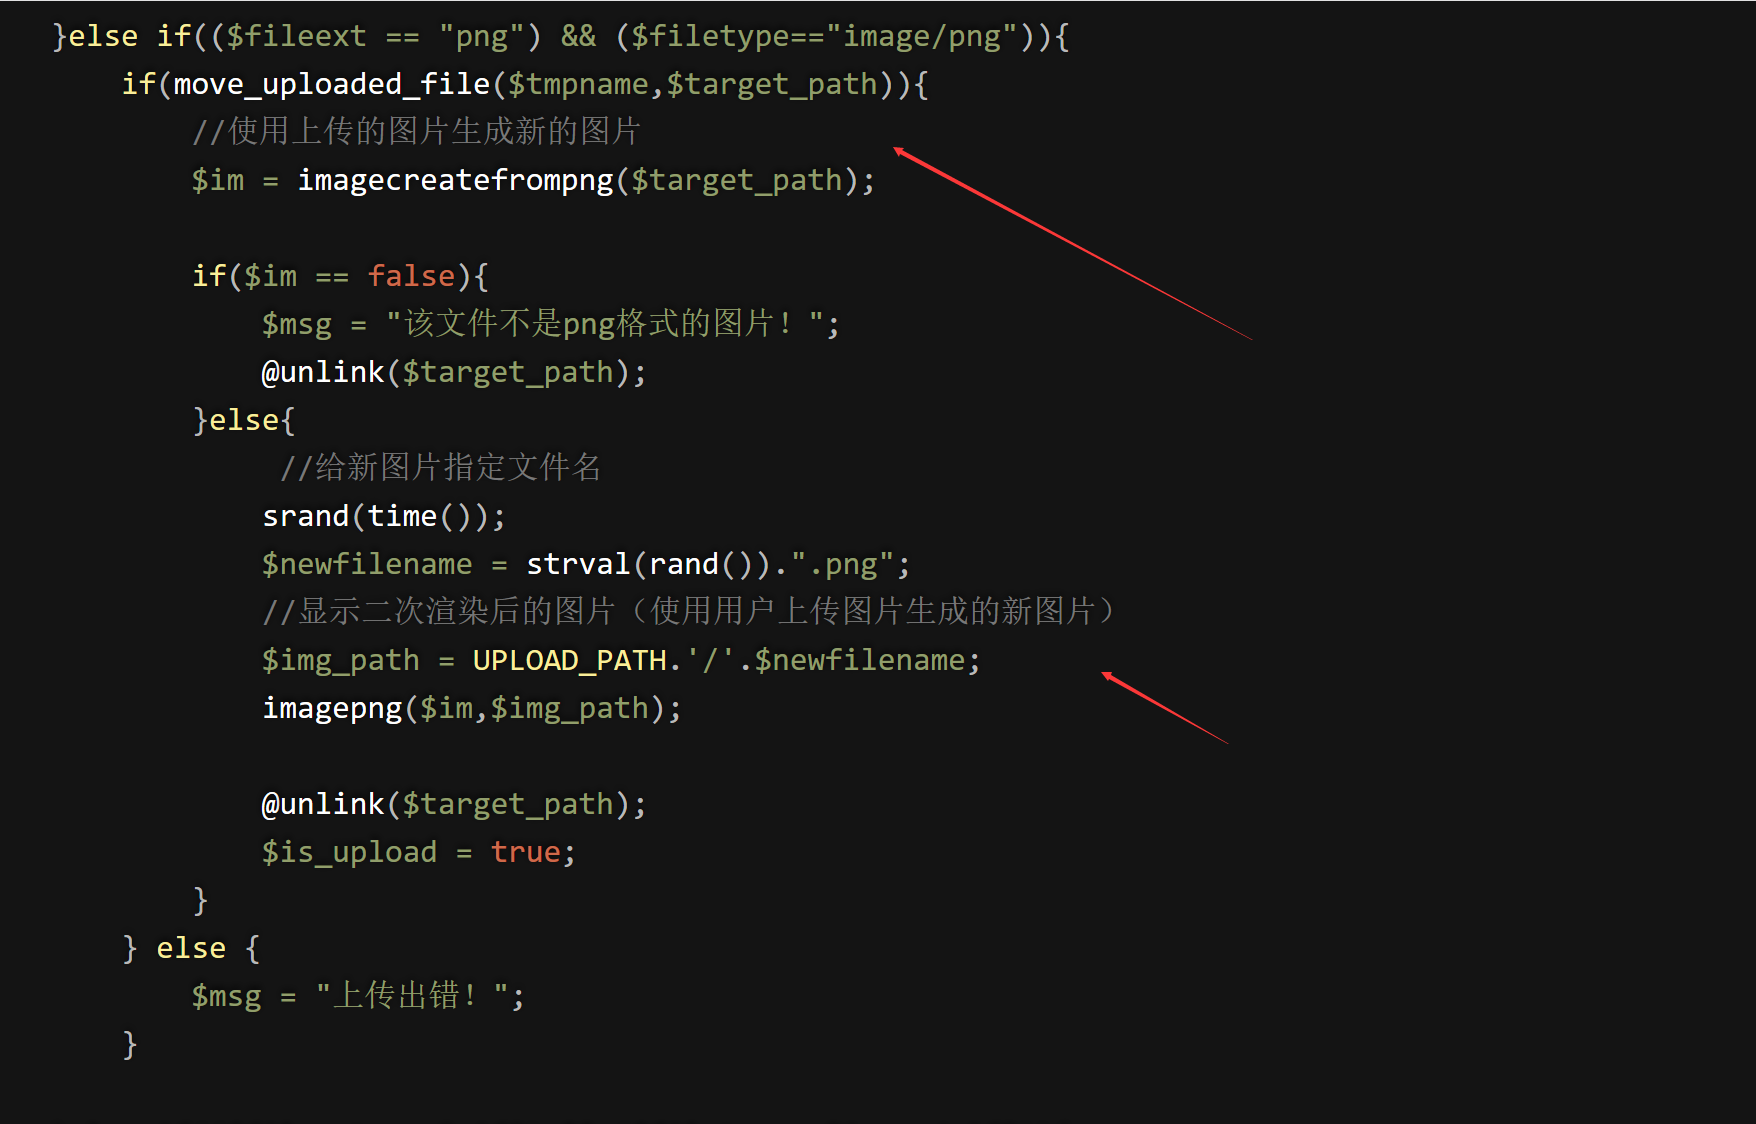 }else if(($fileext == "png") && ($filetype=="image/png")){
if(move_uploaded_file($tmpname,$target_path)){
//使用上传的图片生成新的图片
$im = imagecreatefrompng($target_path);
if($im == false){
$msg = "该文件不是png格式的图片！";
@unlink($target_path);
}else{
//给新图片指定文件名
srand(time());
$newfilename = strval(rand()).".png";
//显示二次渲染后的图片（使用用户上传图片生成的新图片）
$img_path = UPLOAD_PATH.'/'.$newfilename;
imagepng($im,$img_path);
@unlink($target_path);
$is_upload = true;
}
} else {
$msg = "上传出错！";
}